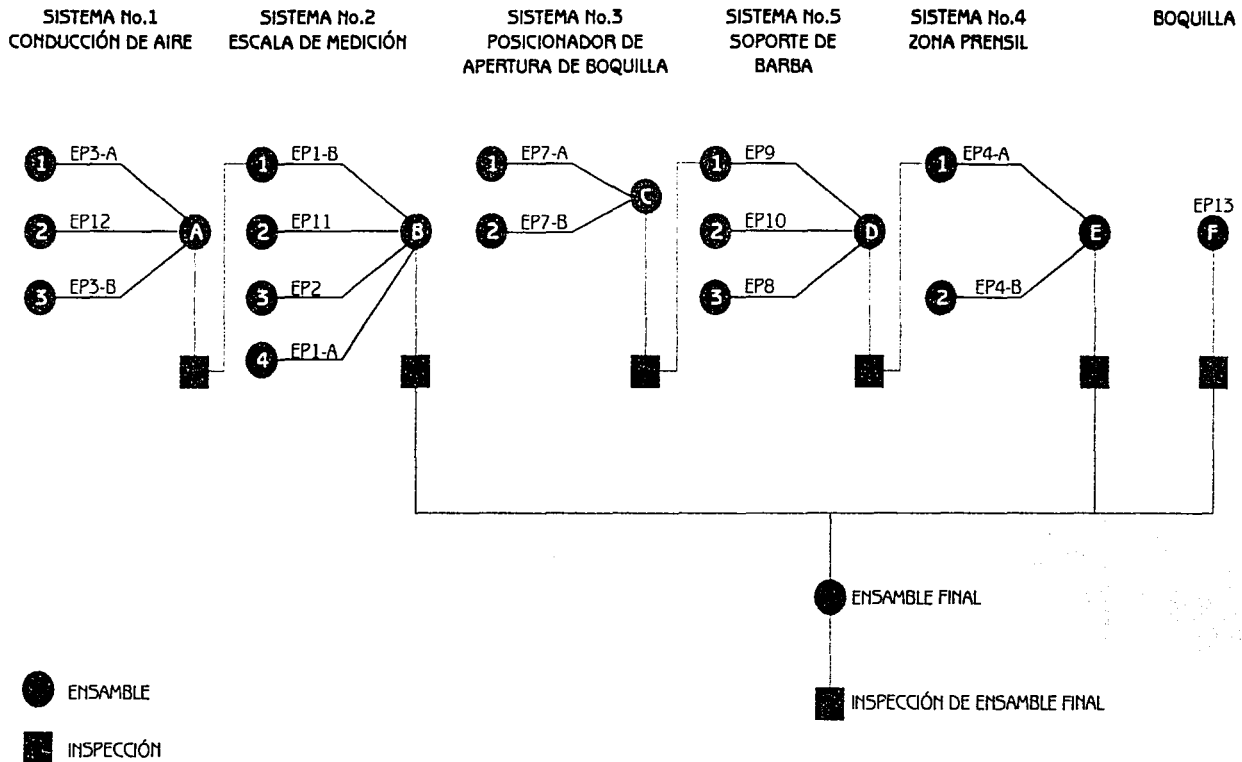 SISTEMA No.1
CONDUCCIÓN DE AIRE
SISTEMA No.2
ESCALA DE MEDICIÓN
SISTEMA No.3
POSICIONADOR DE
APERTURA DE BOQUILLA
SISTEMA No.5
SOPORTE DE
BARBA
SISTEMA No.4
ZONA PRENSIL
BOQUILLA
1 EP3-A
2 EP12
3 EP3-B
A
1 EP1-B
2 EP11
3 EP2
4 EP1-A
B
1 EP7-A
2 EP7-B
C
1 EP9
2 EP10
3 EP8
D
1 EP4-A
2 EP4-B
E
EP13
F
ENSAMBLE FINAL
INSPECCIÓN DE ENSAMBLE FINAL
ENSAMBLE
INSPECCIÓN